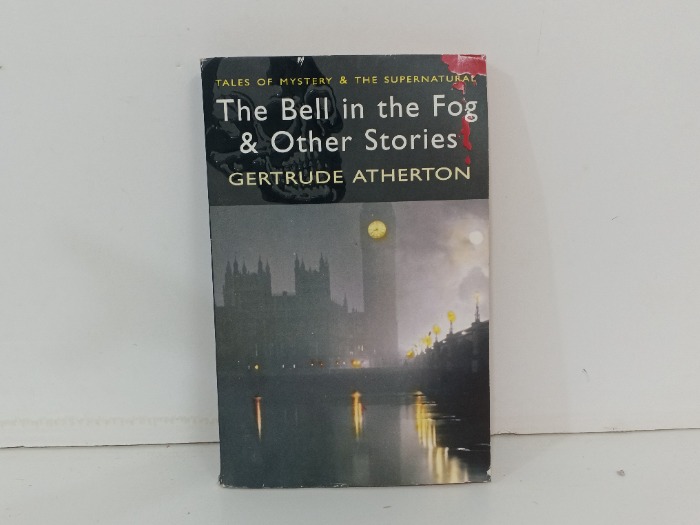 TALES OF MYSTERY & THE SUPERNATURAL
The Bell in the Fog
& Other Stories
GERTRUDE ATHERTON